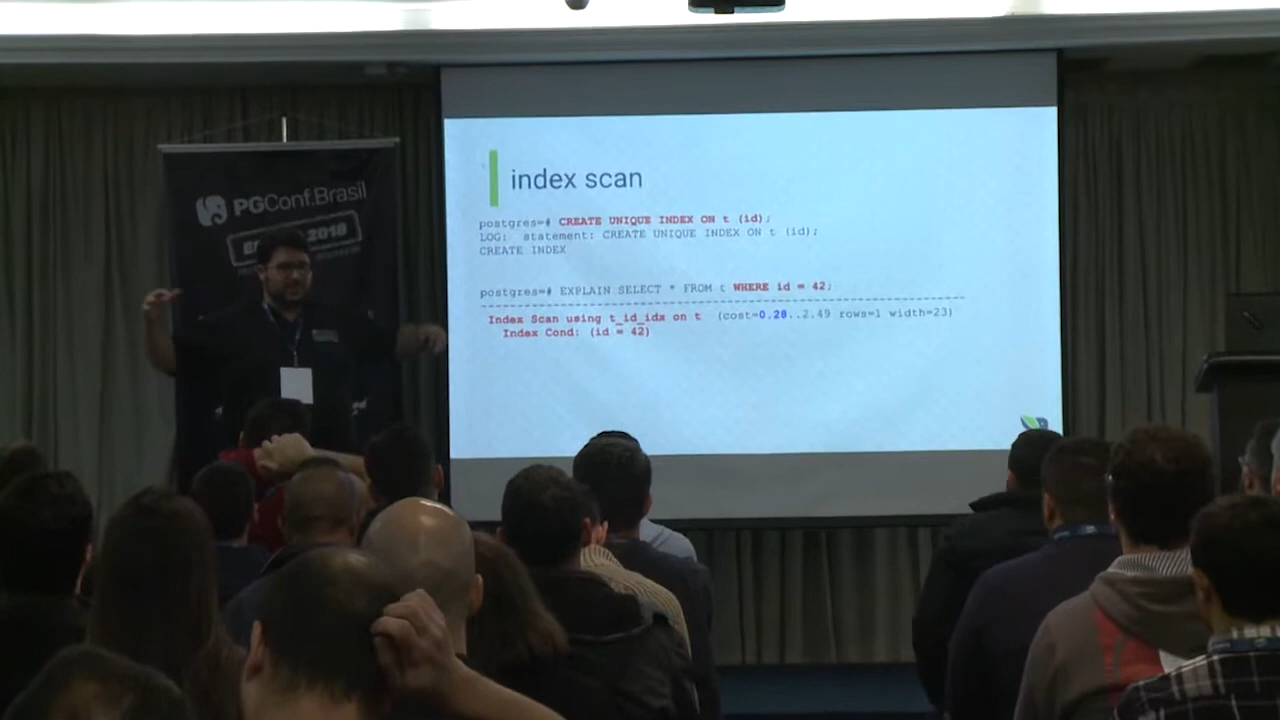 PGConf.Brasil
2018
index scan
postgres=# CREATE UNIQUE INDEX ON t (id);
LOG:  statement: CREATE UNIQUE INDEX ON t (id);
CREATE INDEX
postgres=# EXPLAIN SELECT * FROM t WHERE id = 42;
------------------------------------------------------------------
Index Scan using t_id_idx on t  (cost=0.28..2.49 rows=1 width=23)
Index Cond: (id = 42)